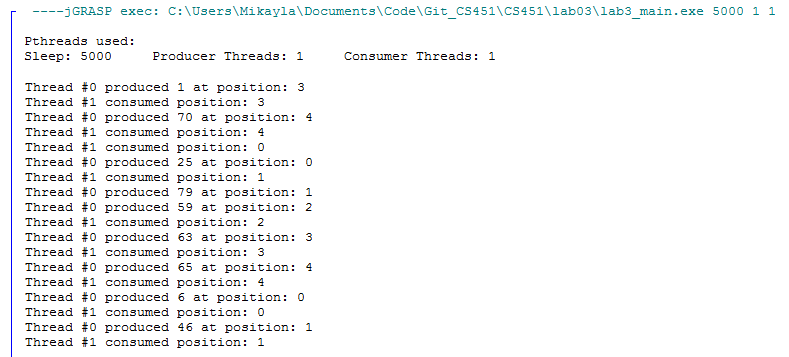 ----jGRASP exec: C:\Users\Mikayla\Documents\Code\Git_CS451\CS451\lab03\lab3_main.exe 5000 1 1
Pthreads used:
Sleep: 5000     Producer Threads: 1     Consumer Threads: 1
Thread #0 produced 1 at position: 3
Thread #1 consumed position: 3
Thread #0 produced 70 at position: 4
Thread #1 consumed position: 4
Thread #1 consumed position: 0
Thread #0 produced 25 at position: 0
Thread #1 consumed position: 1
Thread #0 produced 79 at position: 1
Thread #0 produced 59 at position: 2
Thread #1 consumed position: 2
Thread #0 produced 63 at position: 3
Thread #1 consumed position: 3
Thread #0 produced 65 at position: 4
Thread #1 consumed position: 4
Thread #0 produced 6 at position: 0
Thread #1 consumed position: 0
Thread #0 produced 46 at position: 1
Thread #1 consumed position: 1